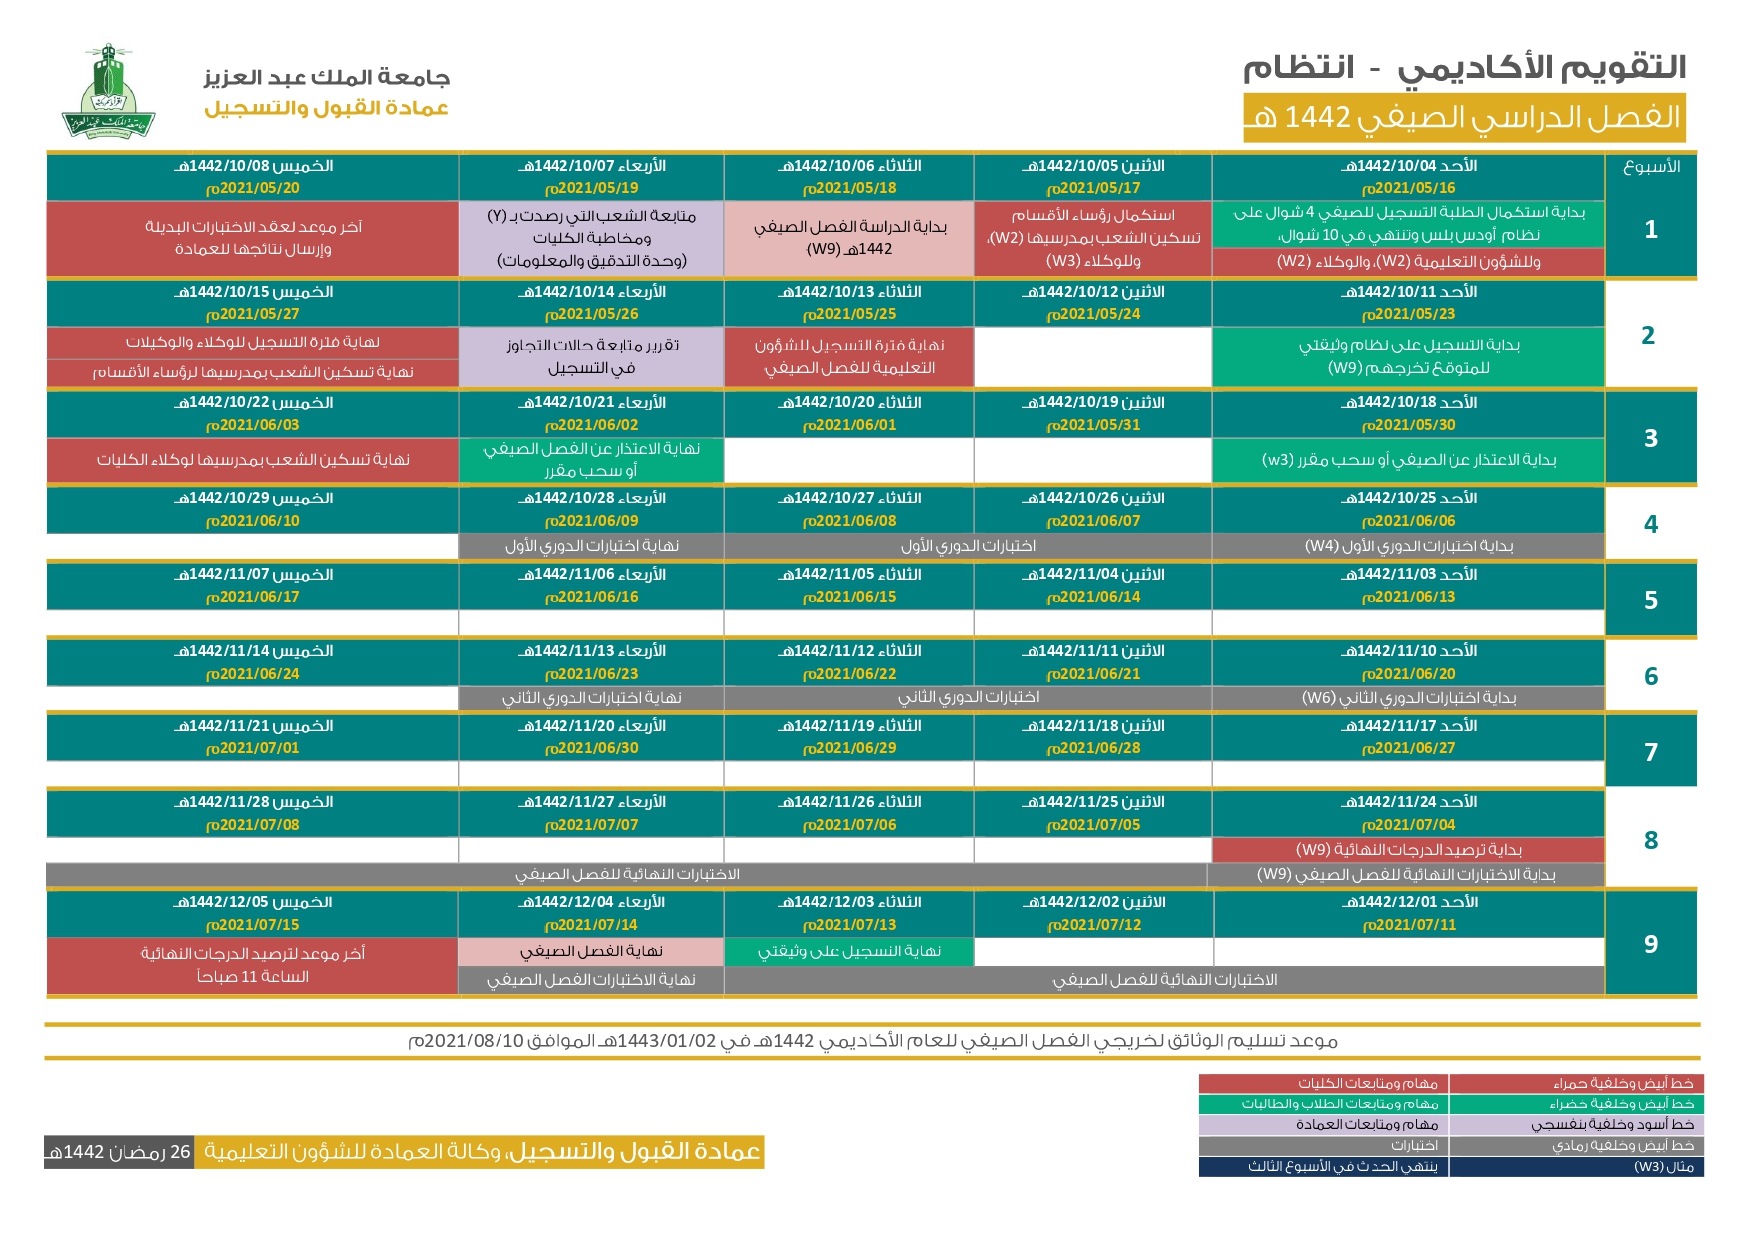 التقويم الأكاديمي - انتظام
الفصل الدراسي الصيفي 1442 هـ
جامعة الملك عبد العزيز
عمادة القبول والتسجيل
الأسبوع
1
الأحد 1442/10/04هـ
2021/05/16م
الاثنين 1442/10/05هـ
2021/05/17م
الثلاثاء 1442/10/06هـ
2021/05/18م
الأربعاء 1442/10/07هـ
2021/05/19م
الخميس 1442/10/08هـ
2021/05/20م
بداية استكمال الطلبة التسجيل للصيفي 4 شوال على
نظام أودس بلس وتنتهي في 10 شوال،
وللشؤون التعليمية (W2)، والوكلاء (W2)
استكمال رؤساء الأقسام
تسكين الشعب بمدرسيها (W2)،
وللوكلاء (W3)
بداية الدراسة الفصل الصيفي
1442هـ (W9)
متابعة الشعب التي رصدت بـ (Y)
ومخاطبة الكليات
(وحدة التدقيق والمعلومات)
آخر موعد لعقد الاختبارات البديلة
وإرسال نتائجها للعمادة
2
الأحد 1442/10/11هـ
2021/05/23م
الاثنين 1442/10/12هـ
2021/05/24م
الثلاثاء 1442/10/13هـ
2021/05/25م
الأربعاء 1442/10/14هـ
2021/05/26م
الخميس 1442/10/15هـ
2021/05/27م
بداية التسجيل على نظام وثيقتي
للمتوقع تخرجهم (W9)
نهاية فترة التسجيل للشؤون
التعليمية للفصل الصيفي
تقرير متابعة حالات التجاوز
في التسجيل
نهاية فترة التسجيل للوكلاء والوكيلات
نهاية تسكين الشعب بمدرسيها لرؤساء الأقسام
3
الأحد 1442/10/18هـ
2021/05/30م
الاثنين 1442/10/19هـ
2021/05/31م
الثلاثاء 1442/10/20هـ
2021/06/01م
الأربعاء 1442/10/21هـ
2021/06/02م
الخميس 1442/10/22هـ
2021/06/03م
بداية الاعتذار عن الصيفي أو سحب مقرر (w3)
نهاية الاعتذار عن الفصل الصيفي
أو سحب مقرر
نهاية تسكين الشعب بمدرسيها لوكلاء الكليات
4
الأحد 1442/10/25هـ
2021/06/06م
الاثنين 1442/10/26هـ
2021/06/07م
الثلاثاء 1442/10/27هـ
2021/06/08م
الأربعاء 1442/10/28هـ
2021/06/09م
الخميس 1442/10/29هـ
2021/06/10م
بداية اختبارات الدوري الأول (W4)
اختبارات الدوري الأول
نهاية اختبارات الدوري الأول
5
الأحد 1442/11/03هـ
2021/06/13م
الاثنين 1442/11/04هـ
2021/06/14م
الثلاثاء 1442/11/05هـ
2021/06/15م
الأربعاء 1442/11/06هـ
2021/06/16م
الخميس 1442/11/07هـ
2021/06/17م
6
الأحد 1442/11/10هـ
2021/06/20م
الاثنين 1442/11/11هـ
2021/06/21م
الثلاثاء 1442/11/12هـ
2021/06/22م
الأربعاء 1442/11/13هـ
2021/06/23م
الخميس 1442/11/14هـ
2021/06/24م
بداية اختبارات الدوري الثاني (W6)
اختبارات الدوري الثاني
نهاية اختبارات الدوري الثاني
7
الأحد 1442/11/17هـ
2021/06/27م
الاثنين 1442/11/18هـ
2021/06/28م
الثلاثاء 1442/11/19هـ
2021/06/29م
الأربعاء 1442/11/20هـ
2021/06/30م
الخميس 1442/11/21هـ
2021/07/01م
8
الأحد 1442/11/24هـ
2021/07/04م
الاثنين 1442/11/25هـ
2021/07/05م
الثلاثاء 1442/11/26هـ
2021/07/06م
الأربعاء 1442/11/27هـ
2021/07/07م
الخميس 1442/11/28هـ
2021/07/08م
بداية ترصيد الدرجات النهائية (W9)
بداية الاختبارات النهائية للفصل الصيفي (W9)
الاختبارات النهائية للفصل الصيفي
9
الأحد 1442/12/01هـ
2021/07/11م
الاثنين 1442/12/02هـ
2021/07/12م
الثلاثاء 1442/12/03هـ
2021/07/13م
الأربعاء 1442/12/04هـ
2021/07/14م
الخميس 1442/12/05هـ
2021/07/15م
نهاية التسجيل على وثيقتي
نهاية الفصل الصيفي
الاختبارات النهائية للفصل الصيفي
نهاية الاختبارات الفصل الصيفي
أخر موعد لترصيد الدرجات النهائية
الساعة 11 صباحاً
موعد تسليم الوثائق لخريجي الفصل الصيفي للعام الأكاديمي 1442هـ في 1443/01/02هـ الموافق 2021/08/10م
خط أبيض وخلفية حمراء مهام ومتابعات الكليات
خط أبيض وخلفية خضراء مهام ومتابعات الطلاب والطالبات
خط أسود وخلفية بنفسجي مهام ومتابعات العمادة
خط أبيض وخلفية رمادي اختبارات
مثال (W3) ينتهي الحدث في الأسبوع الثالث
عمادة القبول والتسجيل، وكالة العمادة للشؤون التعليمية 26 رمضان 1442هـ